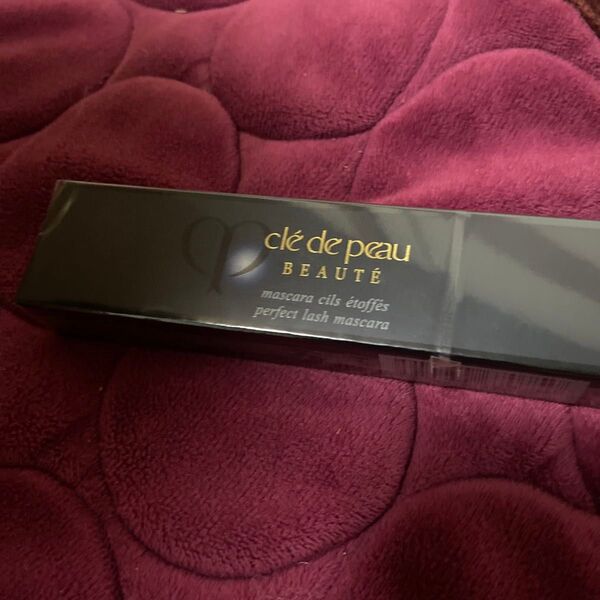 clé de peau
BEAUTÉ
mascara cils étoffés
perfect lash mascara